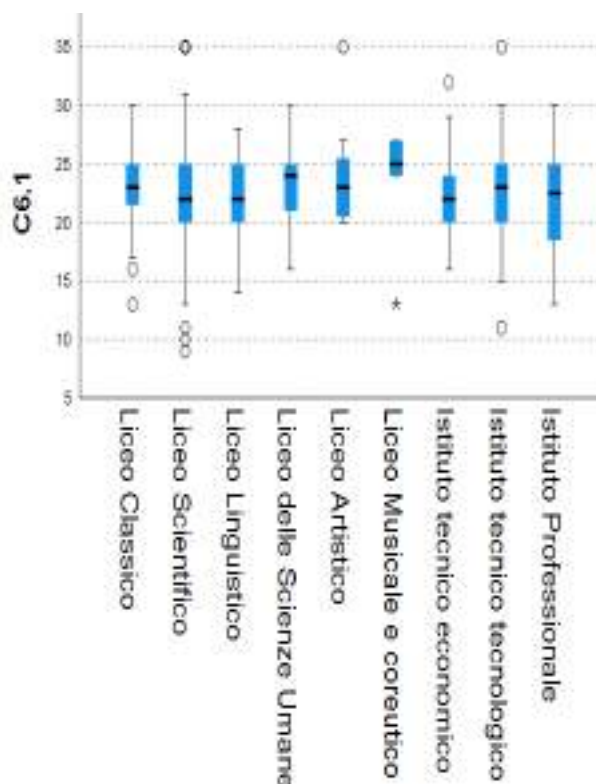 C6.1
35
30
25
20
15
10
5
Liceo Classico
Liceo Scientifico
Liceo Linguistico
Liceo delle Scienze Umane
Liceo Artistico
Liceo Musicale e coreutico
Istituto tecnico economico
Istituto tecnico tecnologico
Istituto Professionale